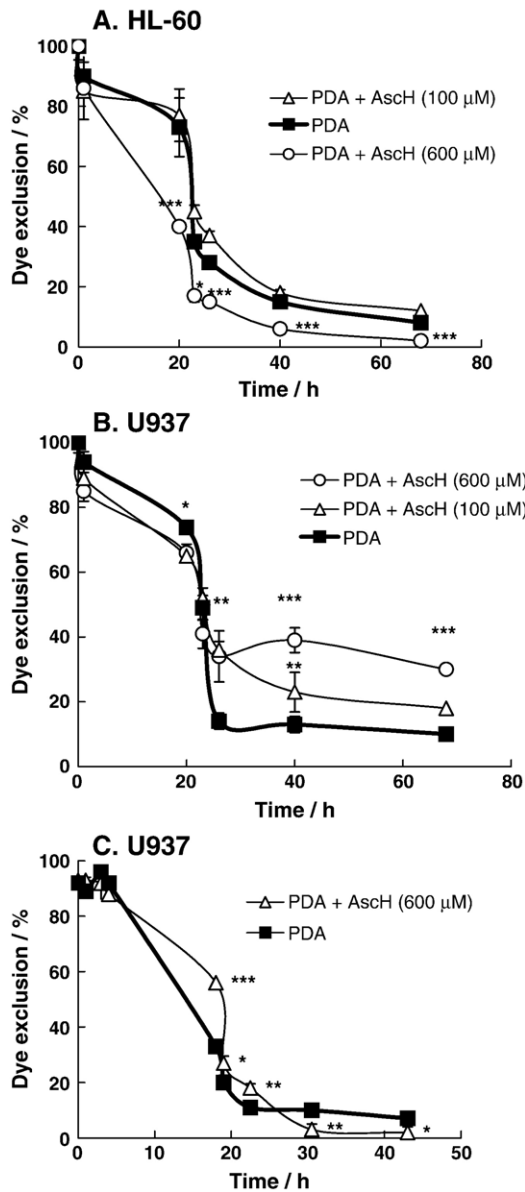 A. HL-60
100
80
60
40
20
0
Dye exclusion / %
PDA + AscH (100 μM)
PDA
PDA + AscH (600 μM)
***
*
***
***
***
0 20 40 60 80
Time / h
B. U937
100
80
60
40
20
0
Dye exclusion / %
PDA + AscH (600 μM)
PDA + AscH (100 μM)
PDA
*
**
***
**
***
0 20 40 60 80
Time / h
C. U937
100
80
60
40
20
0
Dye exclusion / %
PDA + AscH (600 μM)
PDA
***
*
**
**
*
0 10 20 30 40 50
Time / h